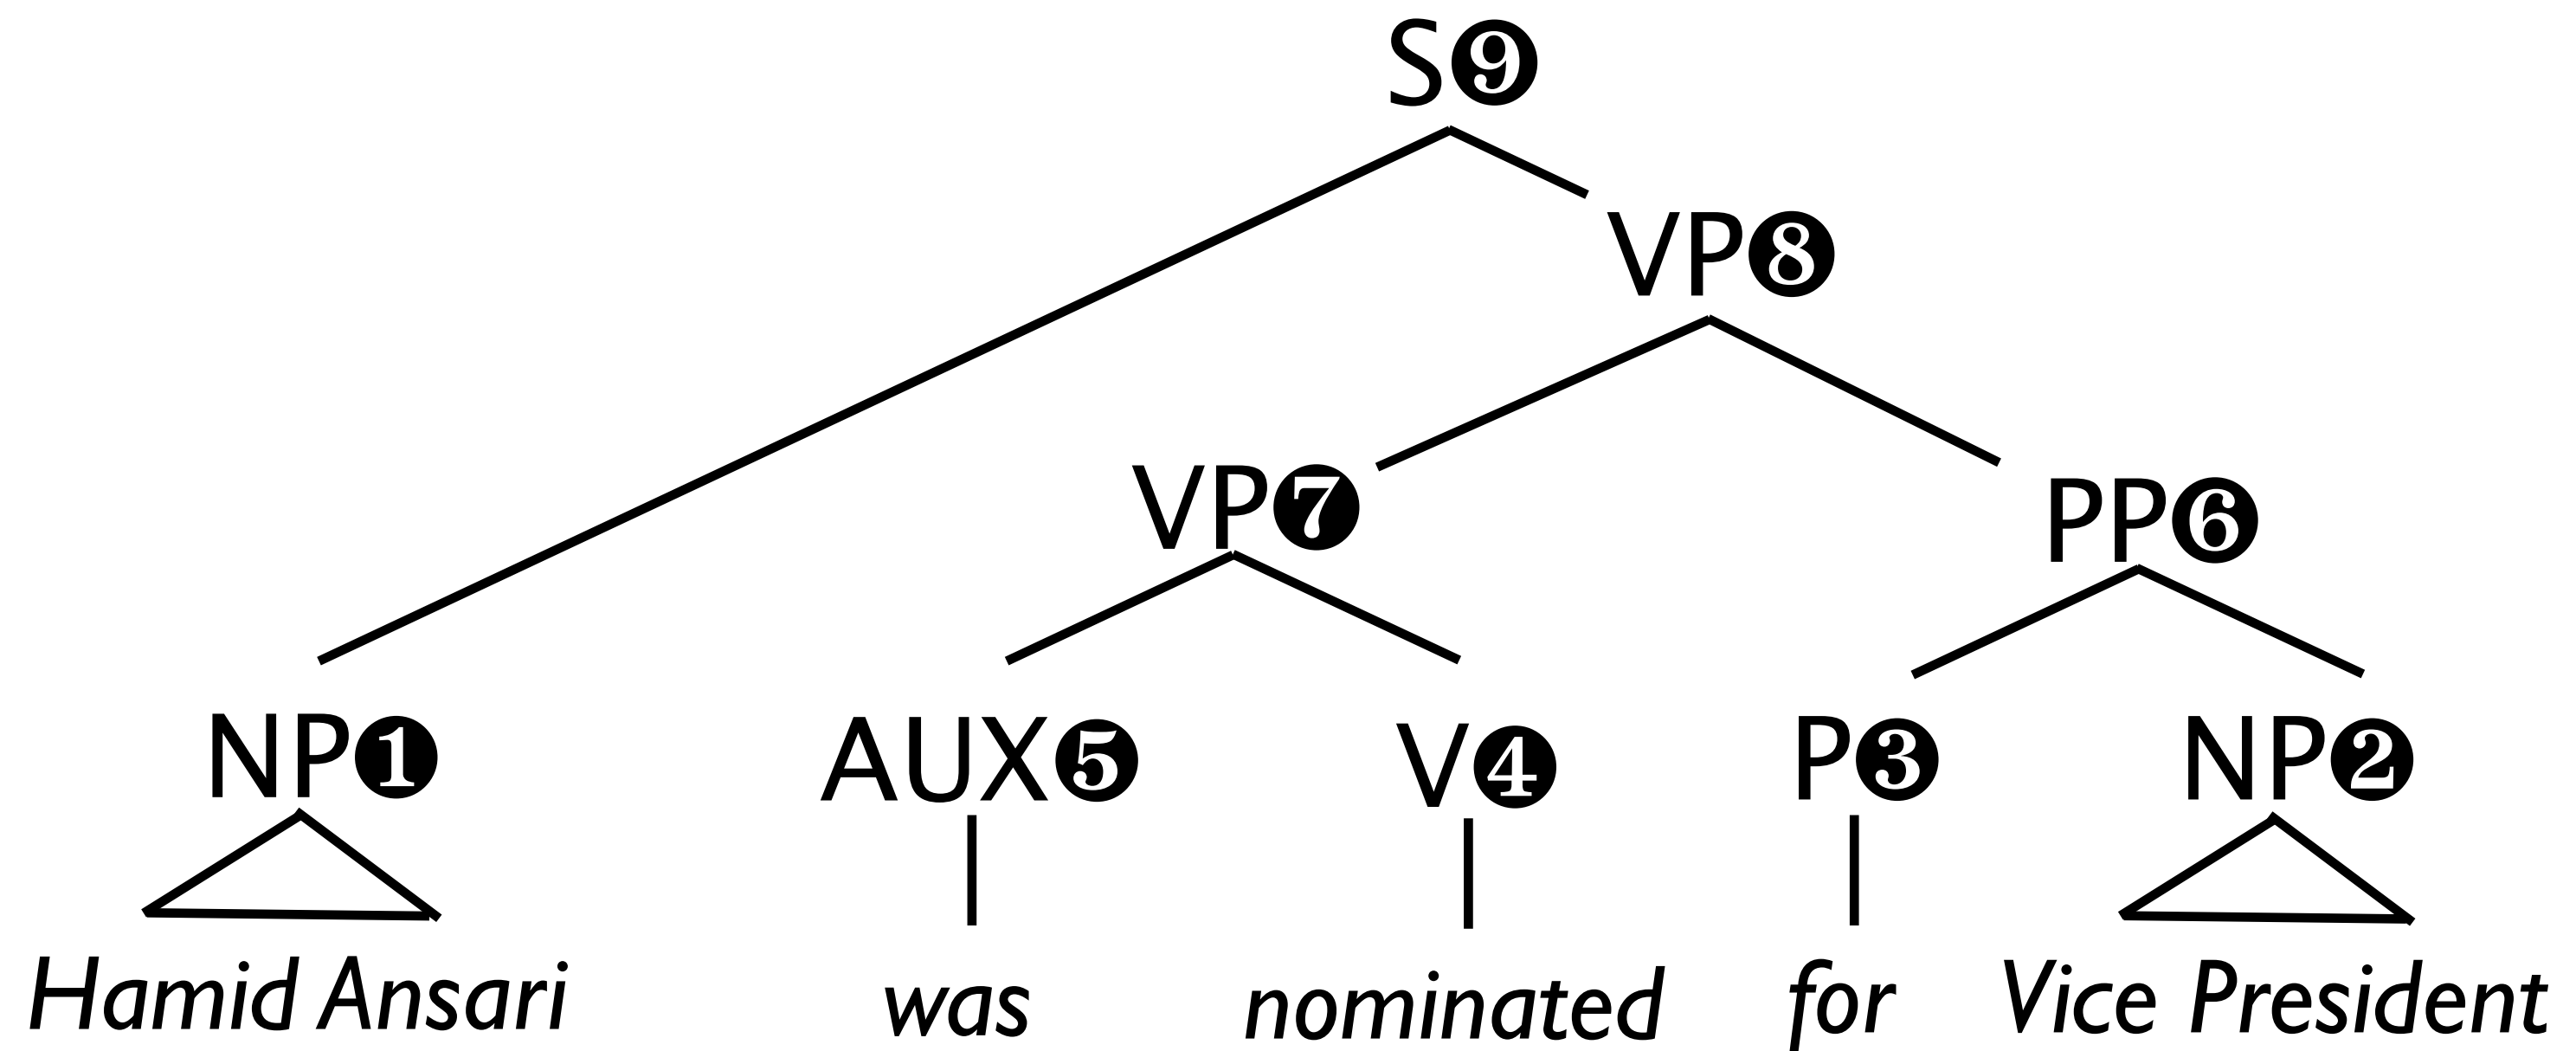 S❾
VP❽
VP❼ PP❻
NP❶ AUX❺ V❹ P❸ NP❷
Hamid Ansari was nominated for Vice President